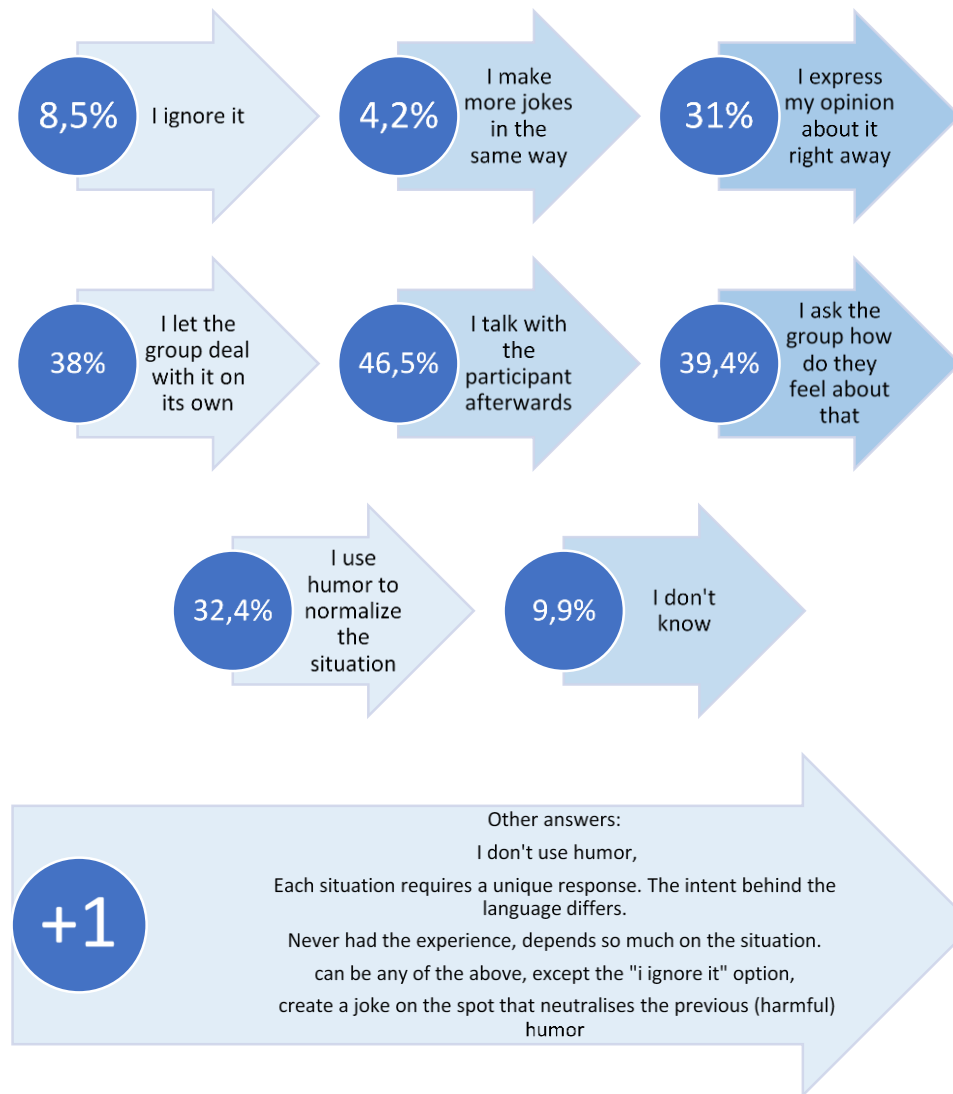 8,5%
I ignore it
4,2%
I make
more jokes
in the
same way
31%
I express
my opinion
about it
right away
38%
I let the
group deal
with it on
its own
46,5%
I talk with
the
participant
afterwards
39,4%
I ask the
group how
do they
feel about
that
32,4%
I use
humor to
normalize
the
situation
9,9%
I don't
know
+1
Other answers:
I don't use humor,
Each situation requires a unique response. The intent behind the
language differs.
Never had the experience, depends so much on the situation.
can be any of the above, except the "i ignore it" option,
create a joke on the spot that neutralises the previous (harmful)
humor